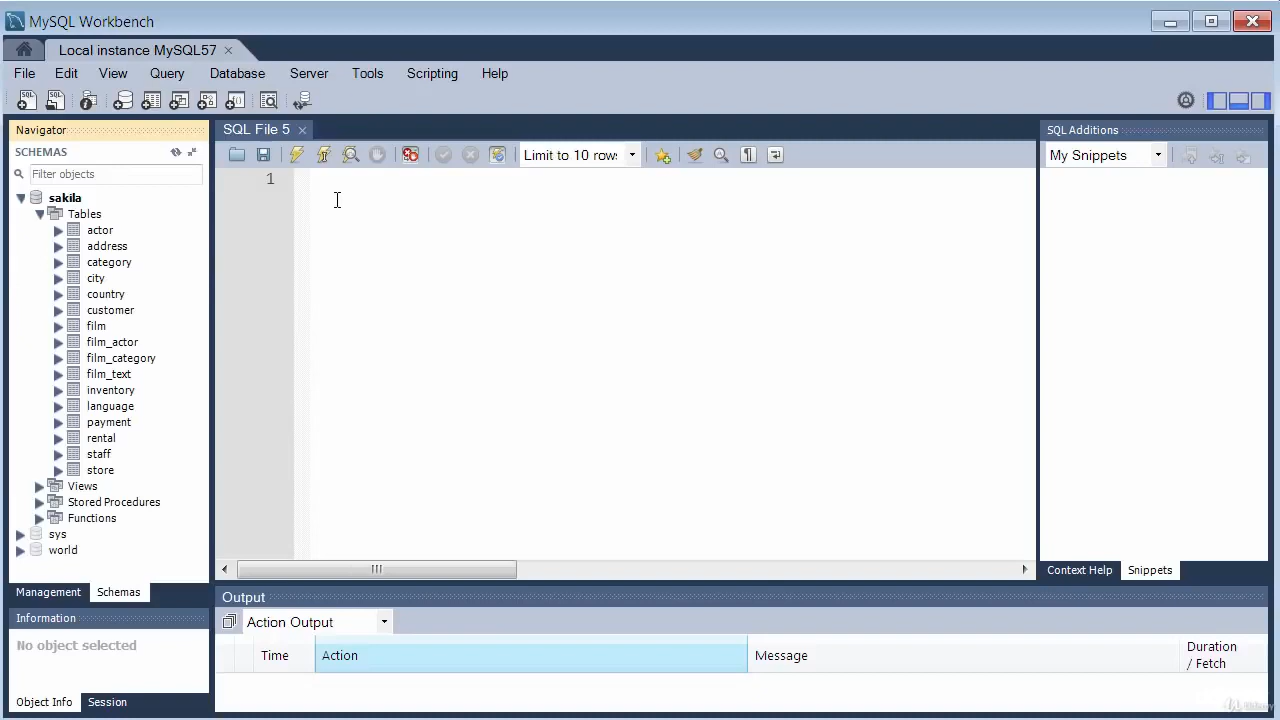 MySQL Workbench
Local instance MySQL57
File Edit View Query Database Server Tools Scripting Help
Navigator
SCHEMAS
Filter objects
sakila
Tables
actor
address
category
city
country
customer
film
film_actor
film_category
film_text
inventory
language
payment
rental
staff
store
Views
Stored Procedures
Functions
sys
world
Management Schemas
Information
No object selected
Object Info Session
SQL File 5
Limit to 10 rows
1
Output
Action Output
Time Action Message Duration
/ Fetch
SQL Additions
My Snippets
Context Help Snippets